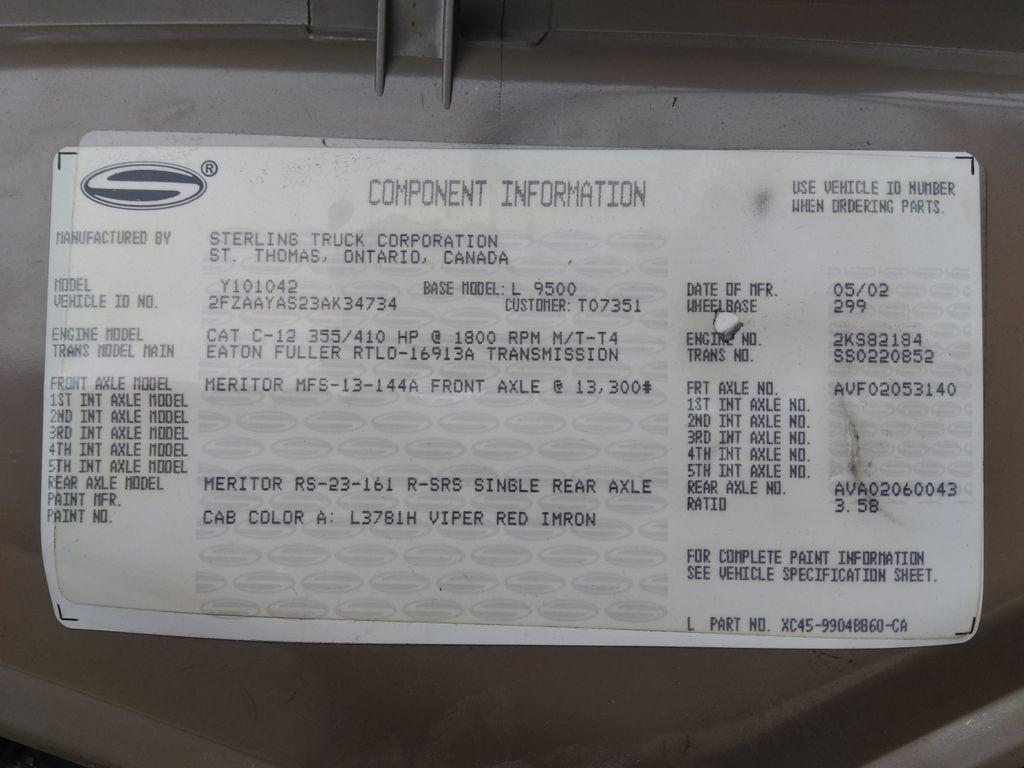 ®
COMPONENT INFORMATION
USE VEHICLE ID NUMBER
WHEN ORDERING PARTS.
MANUFACTURED BY STERLING TRUCK CORPORATION
ST. THOMAS, ONTARIO, CANADA
MODEL Y101042 BASE MODEL: L 9500 DATE OF MFR. 05/02
VEHICLE ID NO. 2FZAAYAS23AK34734 CUSTOMER: T07351 WHEELBASE 299
ENGINE MODEL CAT C-12 355/410 HP @ 1800 RPM M/T-T4 ENGINE NO. 2KS82184
TRANS MODEL MAIN EATON FULLER RTLO-16913A TRANSMISSION TRANS NO. SS0220852
FRONT AXLE MODEL MERITOR MFS-13-144A FRONT AXLE @ 13,300# FRT AXLE NO. AVF02053140
1ST INT AXLE MODEL 1ST INT AXLE NO.
2ND INT AXLE MODEL 2ND INT AXLE NO.
3RD INT AXLE MODEL 3RD INT AXLE NO.
4TH INT AXLE MODEL 4TH INT AXLE NO.
5TH INT AXLE MODEL 5TH INT AXLE NO.
REAR AXLE MODEL MERITOR RS-23-161 R-SRS SINGLE REAR AXLE REAR AXLE NO. AVA02060043
PAINT MFR. RATIO 3.58
PAINT NO. CAB COLOR A: L3781H VIPER RED IMRON
FOR COMPLETE PAINT INFORMATION
SEE VEHICLE SPECIFICATION SHEET.
L PART NO. XC45-9904BB60-CA